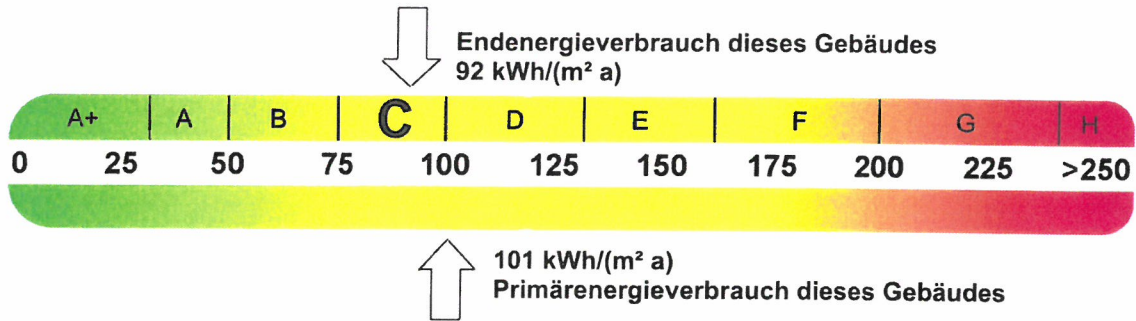 Endenergieverbrauch dieses Gebäudes
92 kWh/(m² a)
A+ A B C D E F G H
0 25 50 75 100 125 150 175 200 225 >250
101 kWh/(m² a)
Primärenergieverbrauch dieses Gebäudes